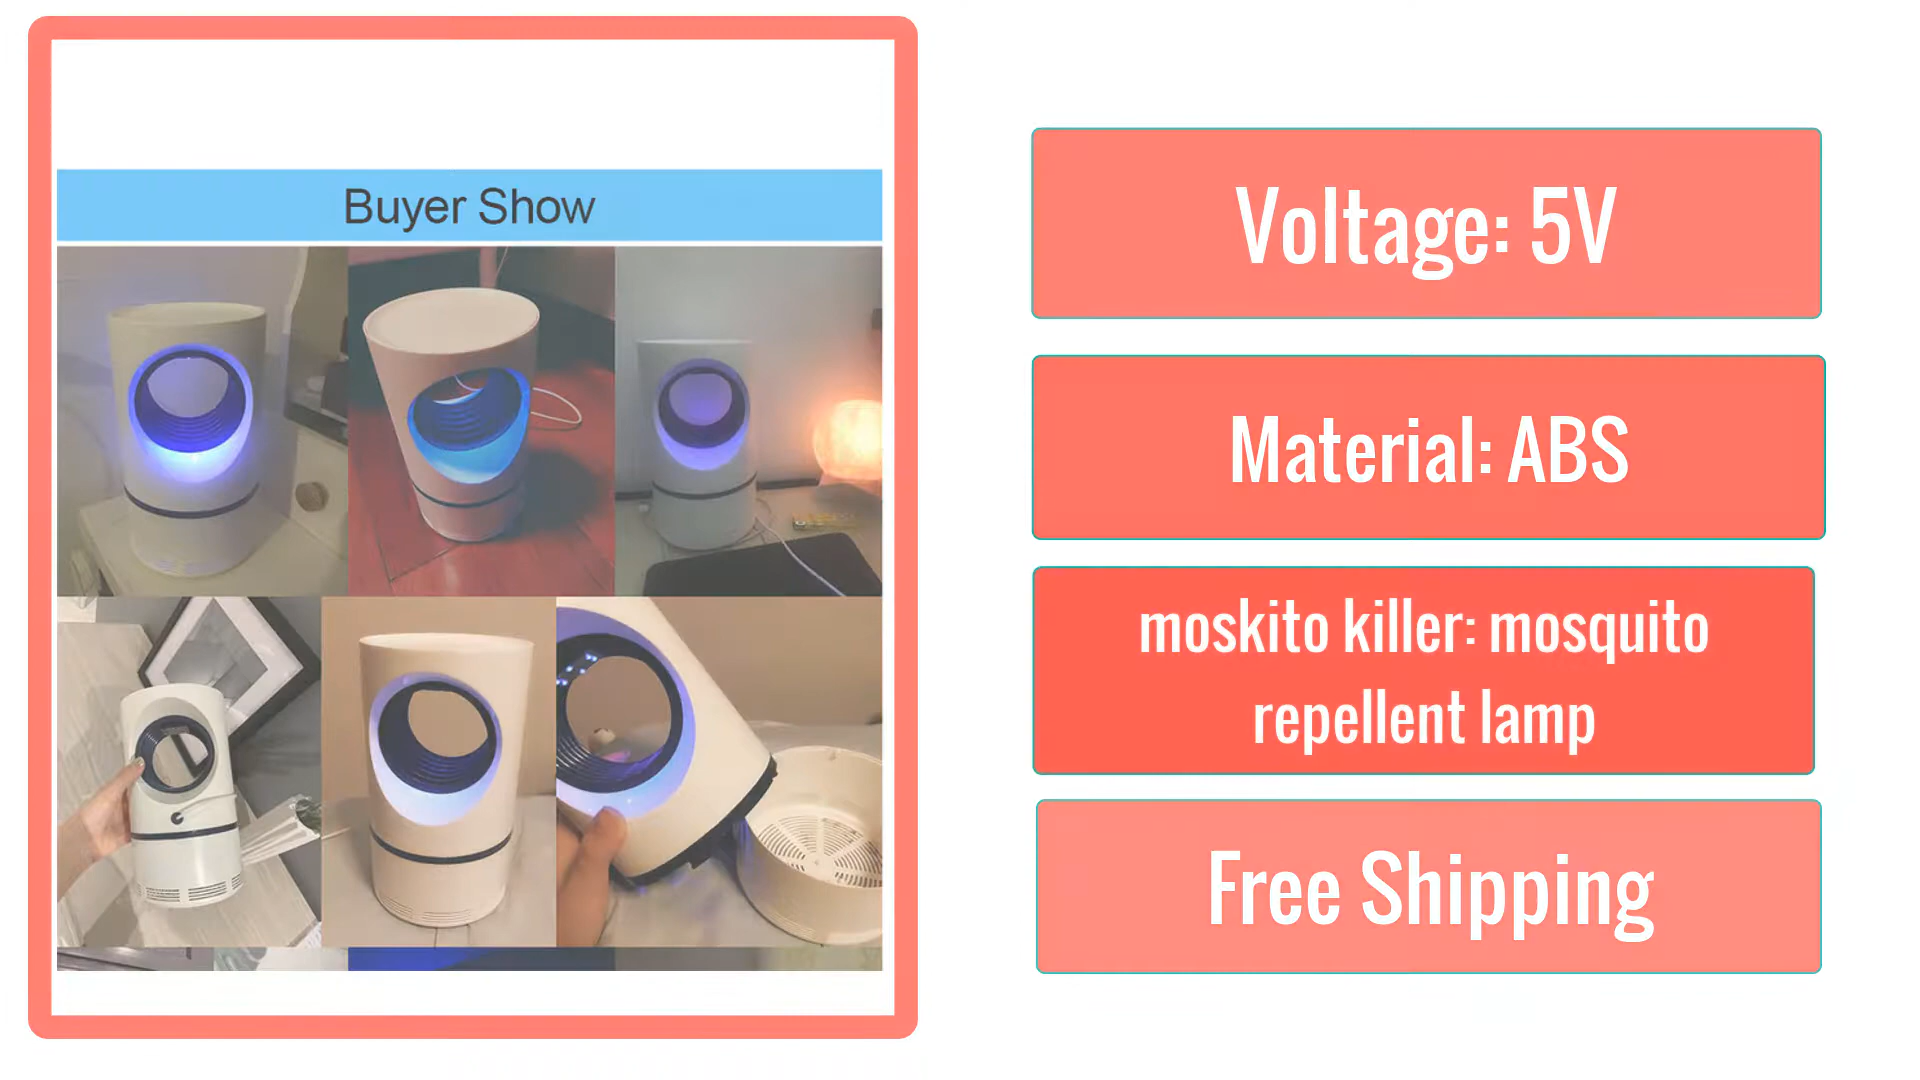 Buyer Show
Voltage: 5V
Material: ABS
moskito killer: mosquito
repellent lamp
Free Shipping